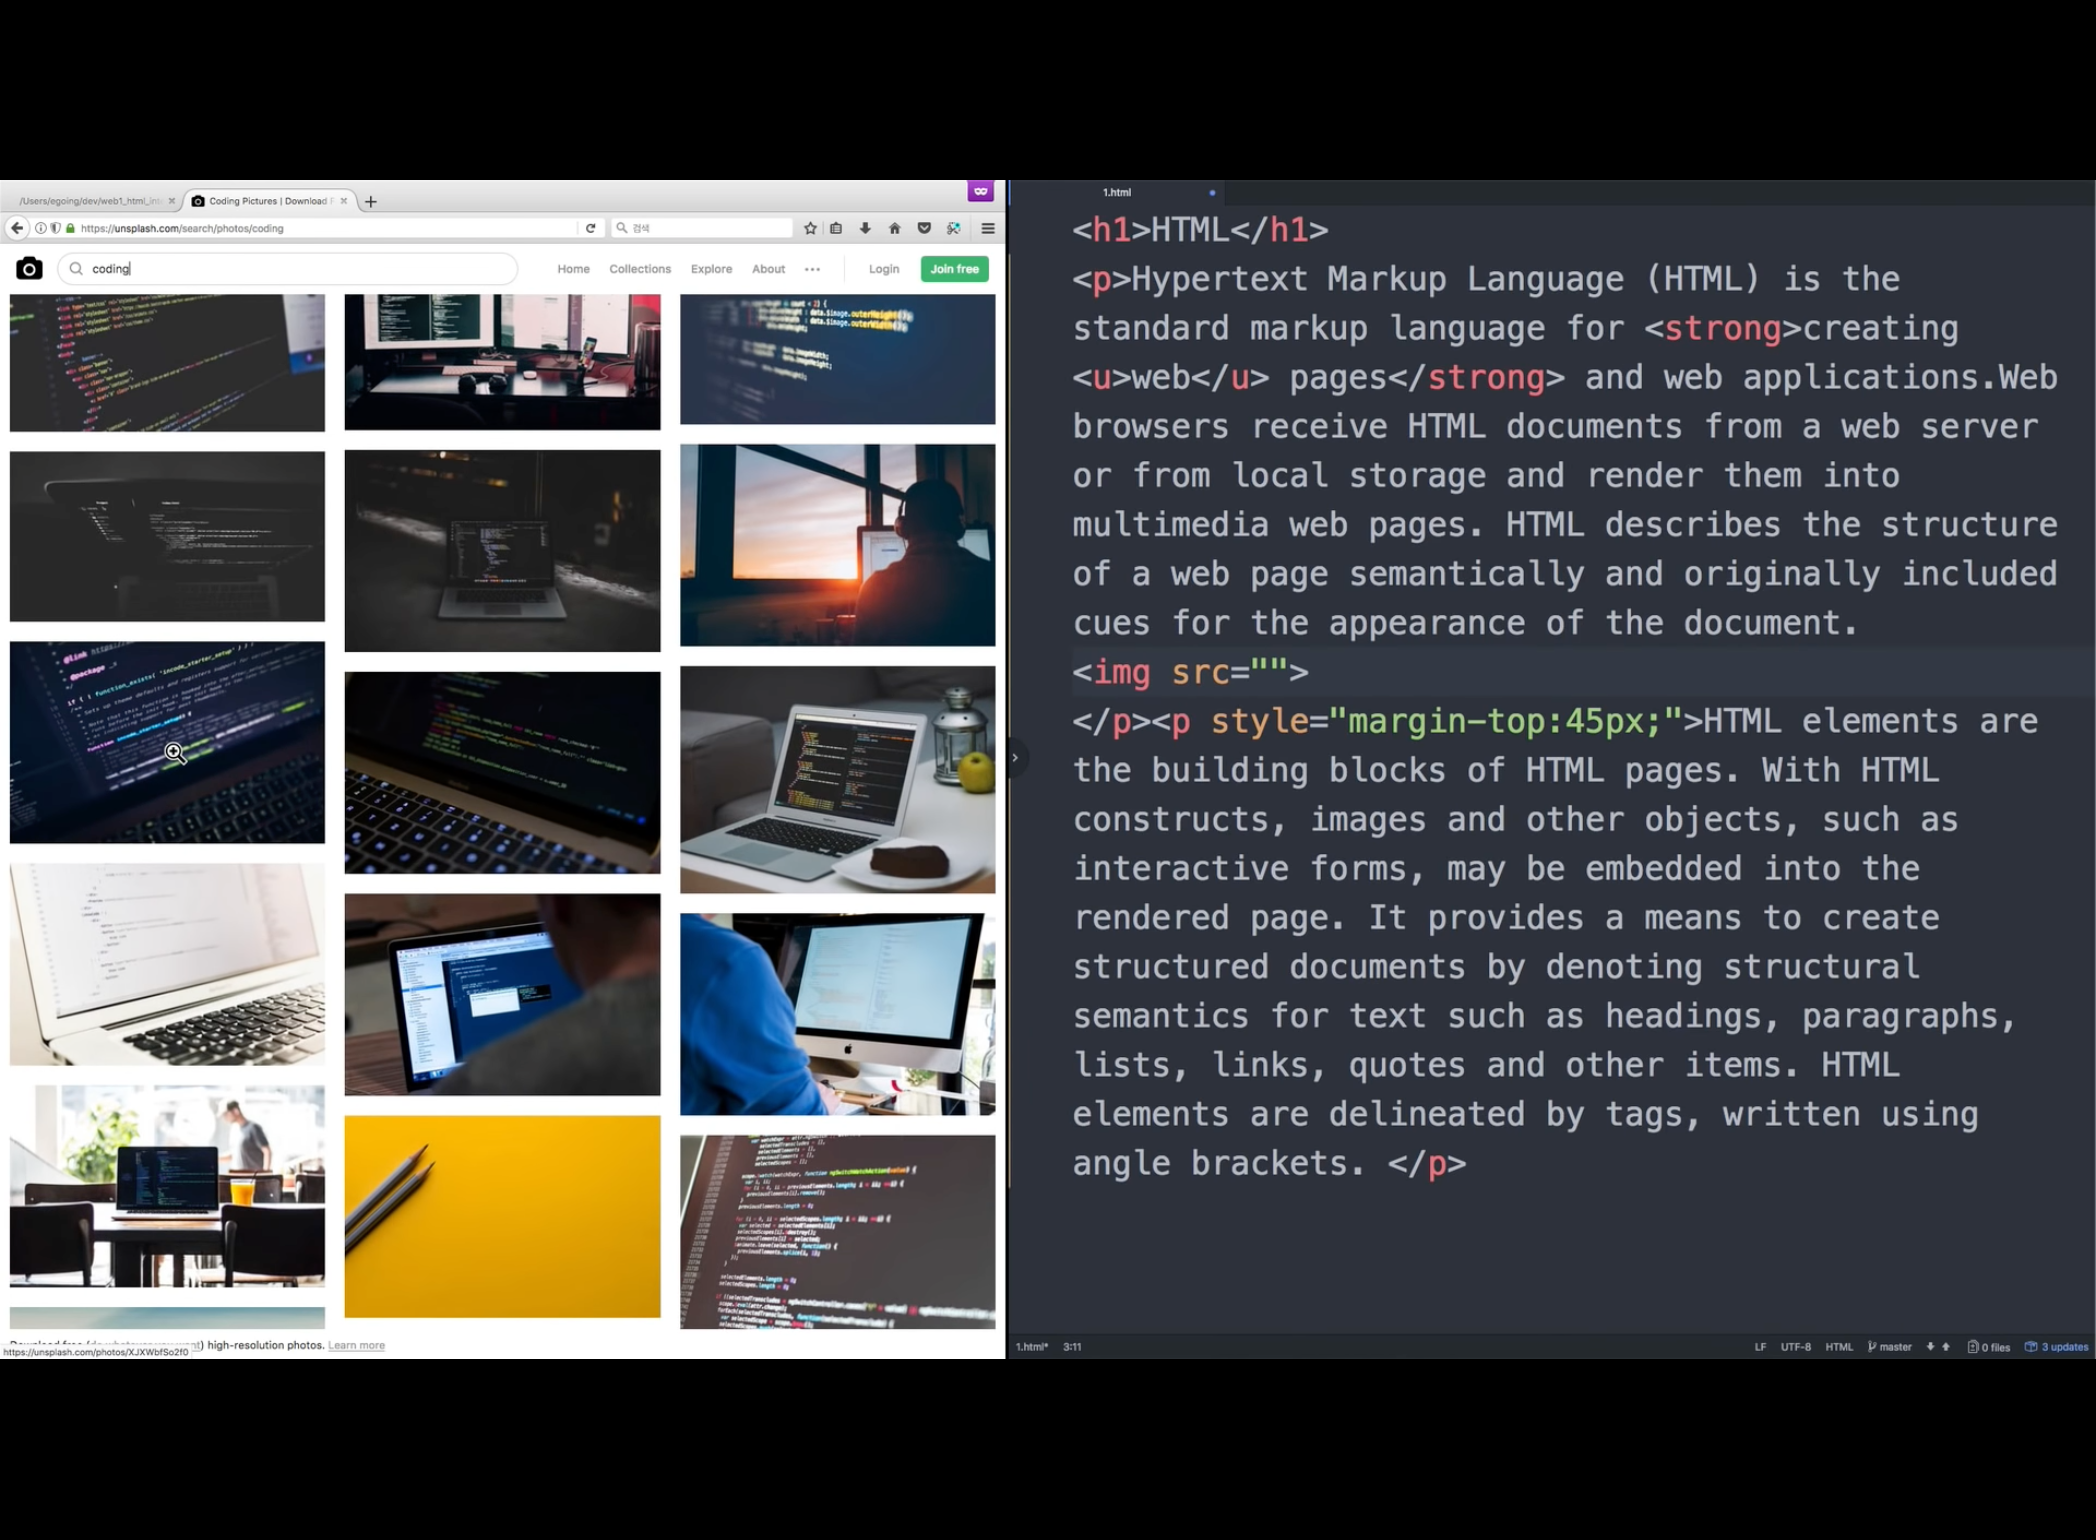 /Users/egoing/dev/web1_html_int
Coding Pictures | Download F
https://unsplash.com/search/photos/coding
검색
coding
Home
Collections
Explore
About
Login
Join free
high-resolution photos. Learn more
https://unsplash.com/photos/XJXWbfSo2f0
1.html
<h1>HTML</h1>
<p>Hypertext Markup Language (HTML) is the
standard markup language for <strong>creating
<u>web</u> pages</strong> and web applications.Web
browsers receive HTML documents from a web server
or from local storage and render them into
multimedia web pages. HTML describes the structure
of a web page semantically and originally included
cues for the appearance of the document.
<img src="">
</p><p style="margin-top:45px;">HTML elements are
the building blocks of HTML pages. With HTML
constructs, images and other objects, such as
interactive forms, may be embedded into the
rendered page. It provides a means to create
structured documents by denoting structural
semantics for text such as headings, paragraphs,
lists, links, quotes and other items. HTML
elements are delineated by tags, written using
angle brackets. </p>
1.html*
3:11
LF
UTF-8
HTML
master
0 files
3 updates